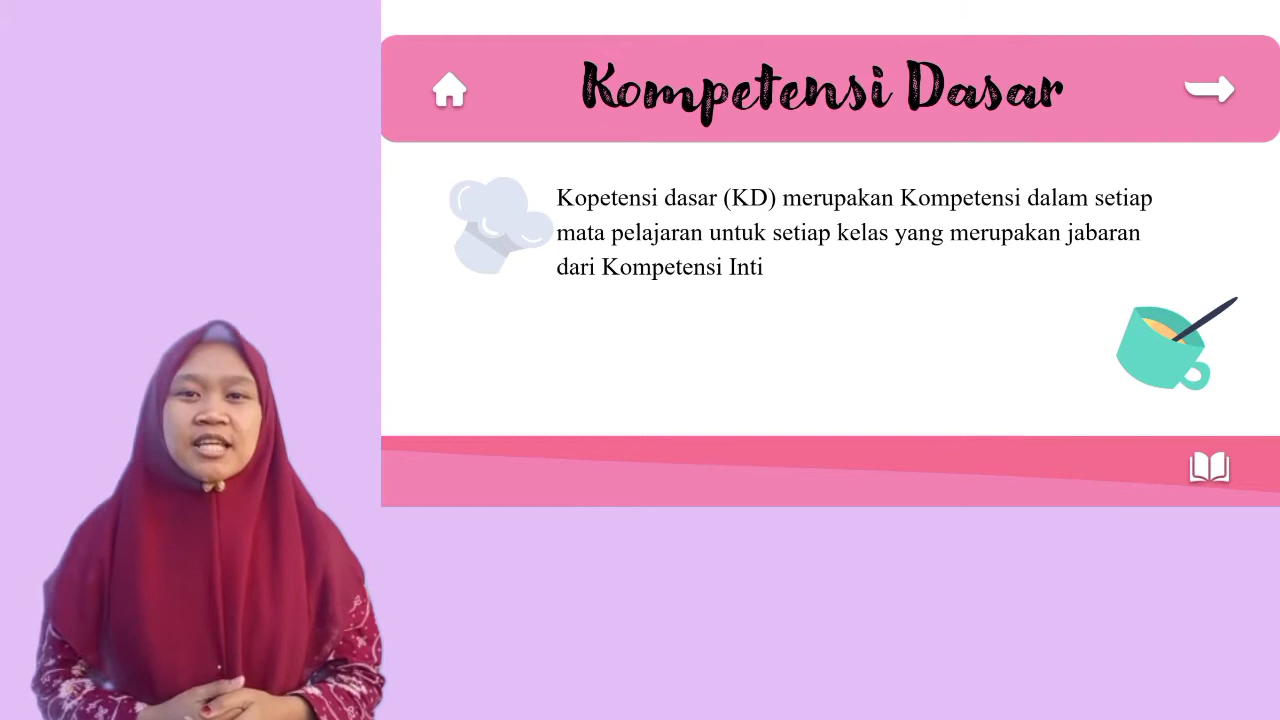 Kompetensi Dasar
Kopetensi dasar (KD) merupakan Kompetensi dalam setiap
mata pelajaran untuk setiap kelas yang merupakan jabaran
dari Kompetensi Inti